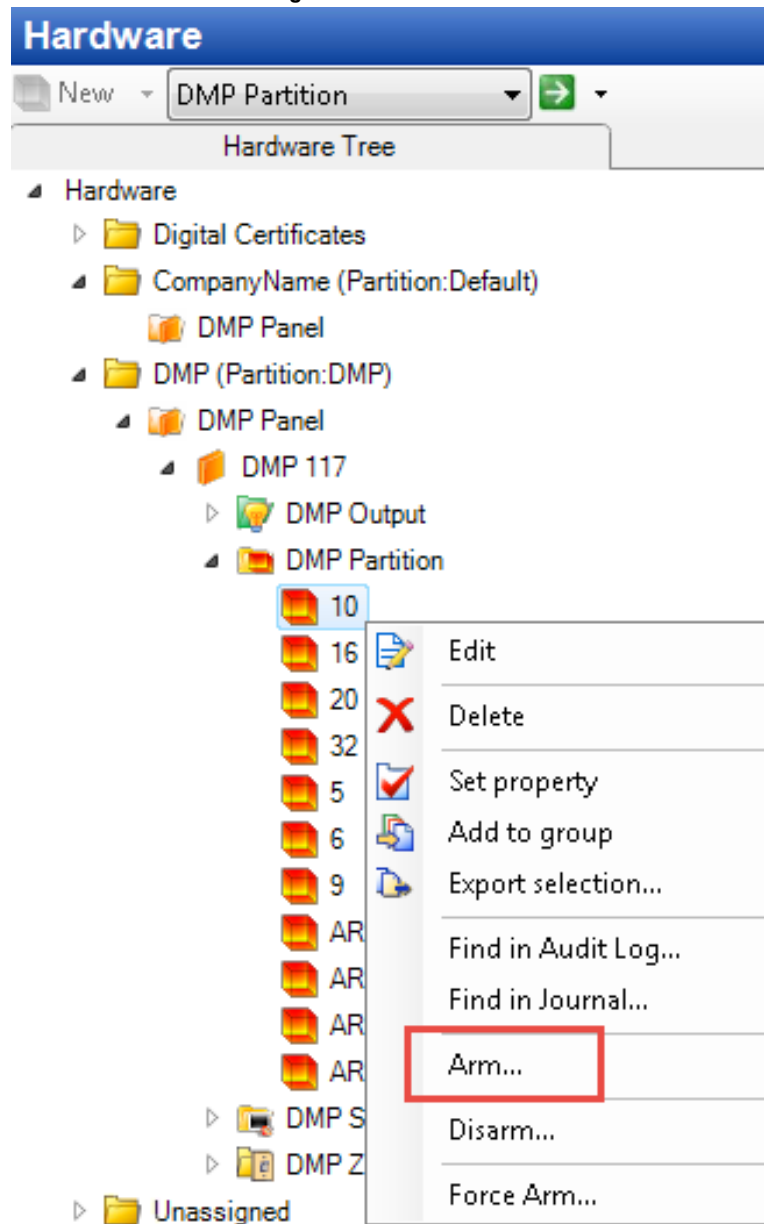 Hardware
New DMP Partition
Hardware Tree
Hardware
Digital Certificates
CompanyName (Partition:Default)
DMP Panel
DMP (Partition:DMP)
DMP Panel
DMP 117
DMP Output
DMP Partition
10
16 Edit
20 Delete
32
5 Set property
6 Add to group
9 Export selection...
AR Find in Audit Log...
AR Find in Journal...
AR Arm...
AR
DMP S Disarm...
DMP Z
Unassigned Force Arm...